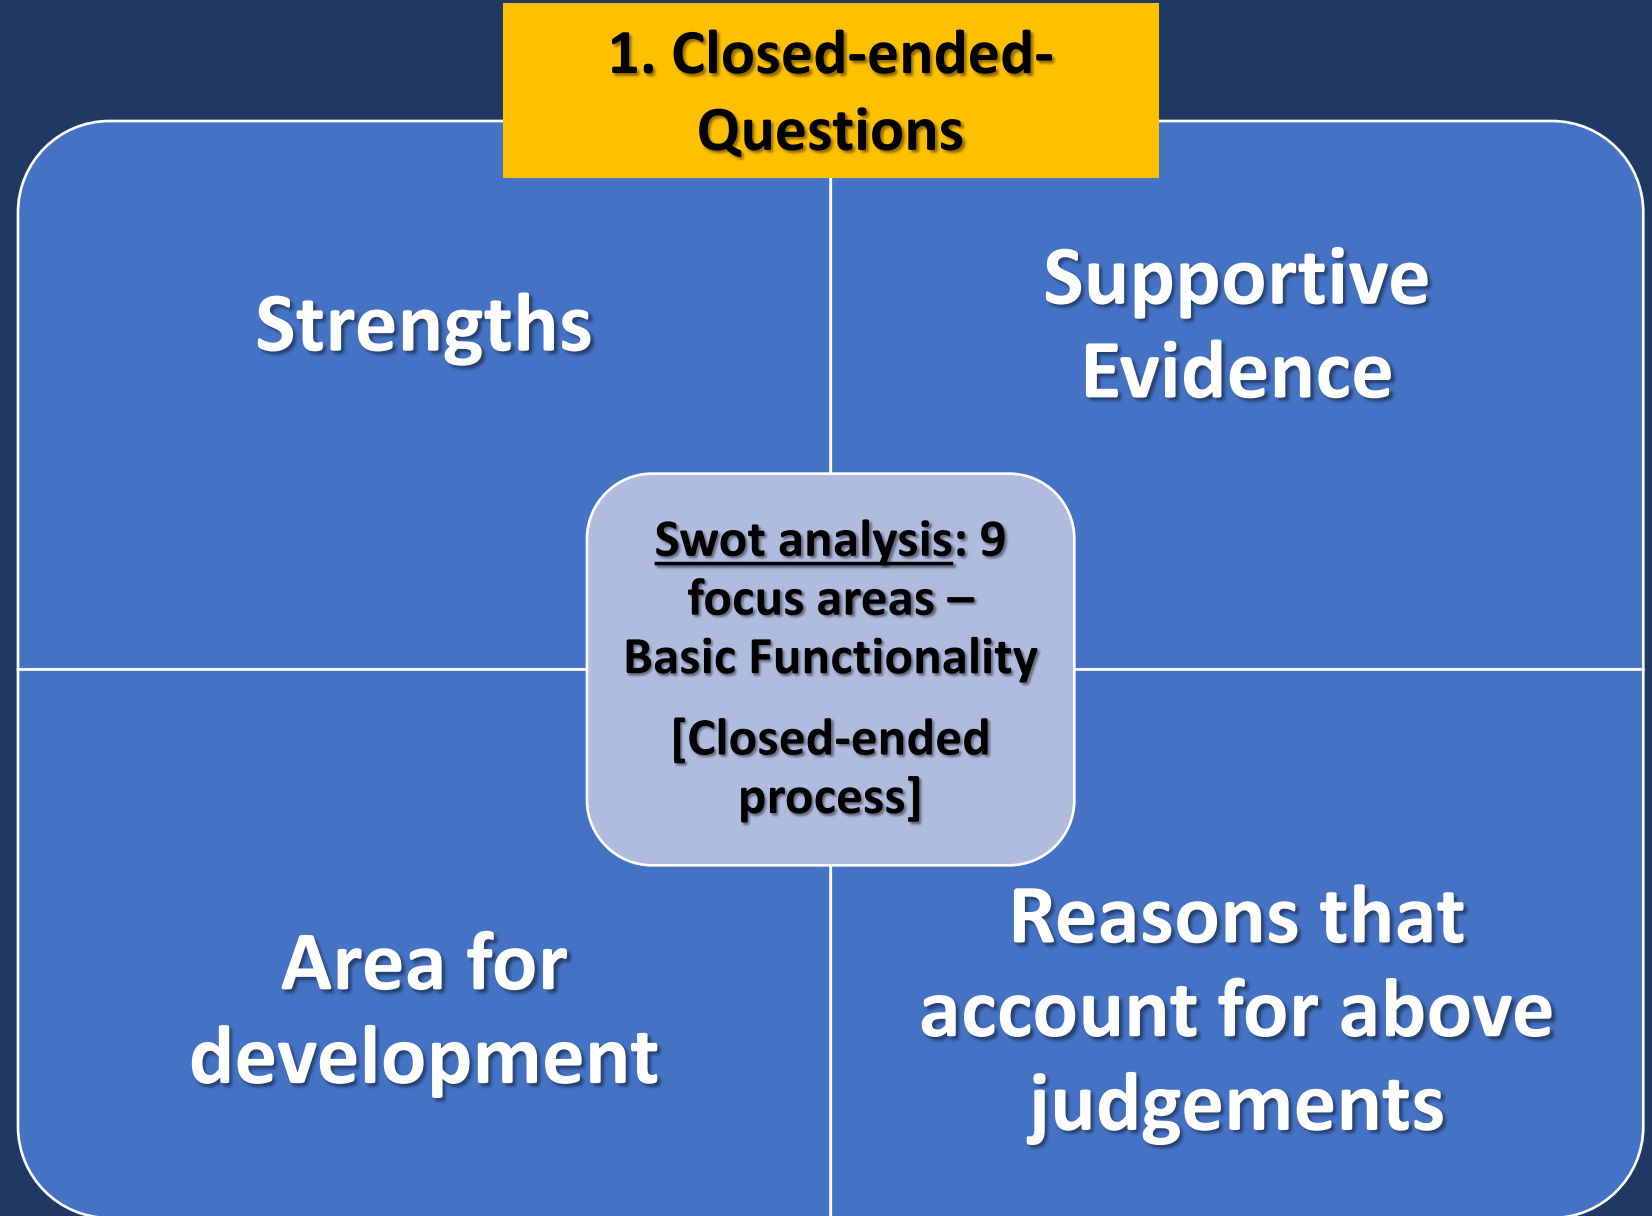 1. Closed-ended-
Questions
Strengths
Supportive
Evidence
Swot analysis: 9
focus areas –
Basic Functionality
[Closed-ended
process]
Area for
development
Reasons that
account for above
judgements